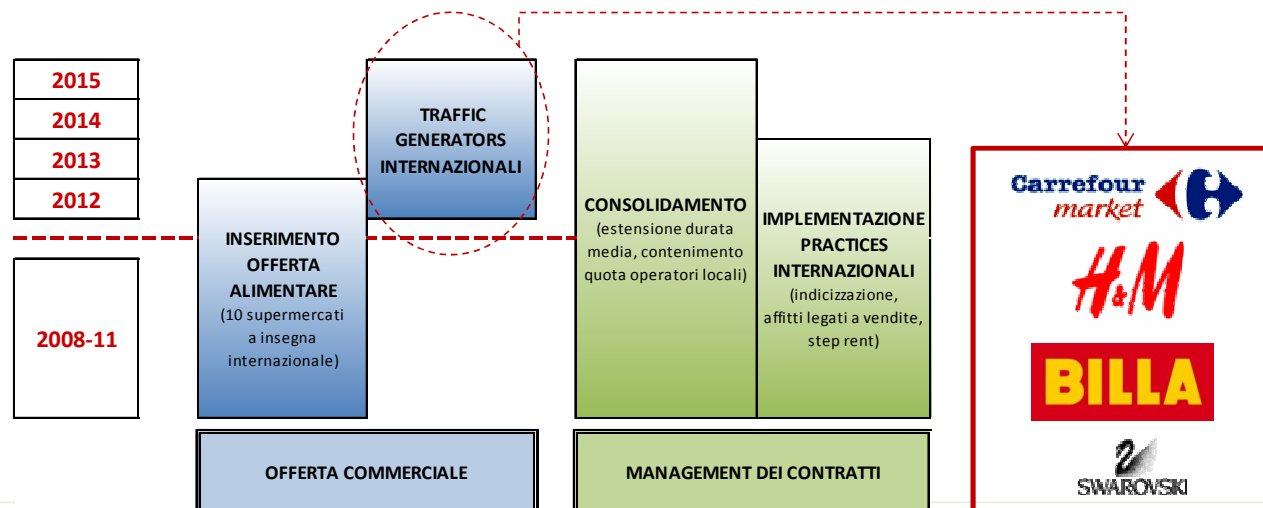 2015
2014
2013
2012
2008-11
INSERIMENTO
OFFERTA
ALIMENTARE
(10 supermercati
a insegna
internazionale)
TRAFFIC
GENERATORS
INTERNAZIONALI
OFFERTA COMMERCIALE
CONSOLIDAMENTO
(estensione durata
media, contenimento
quota operatori locali)
IMPLEMENTAZIONE
PRACTICES
INTERNAZIONALI
(indicizzazione,
affitti legati a vendite,
step rent)
MANAGEMENT DEI CONTRATTI
Carrefour
market
H&M
BILLA
SWAROVSKI